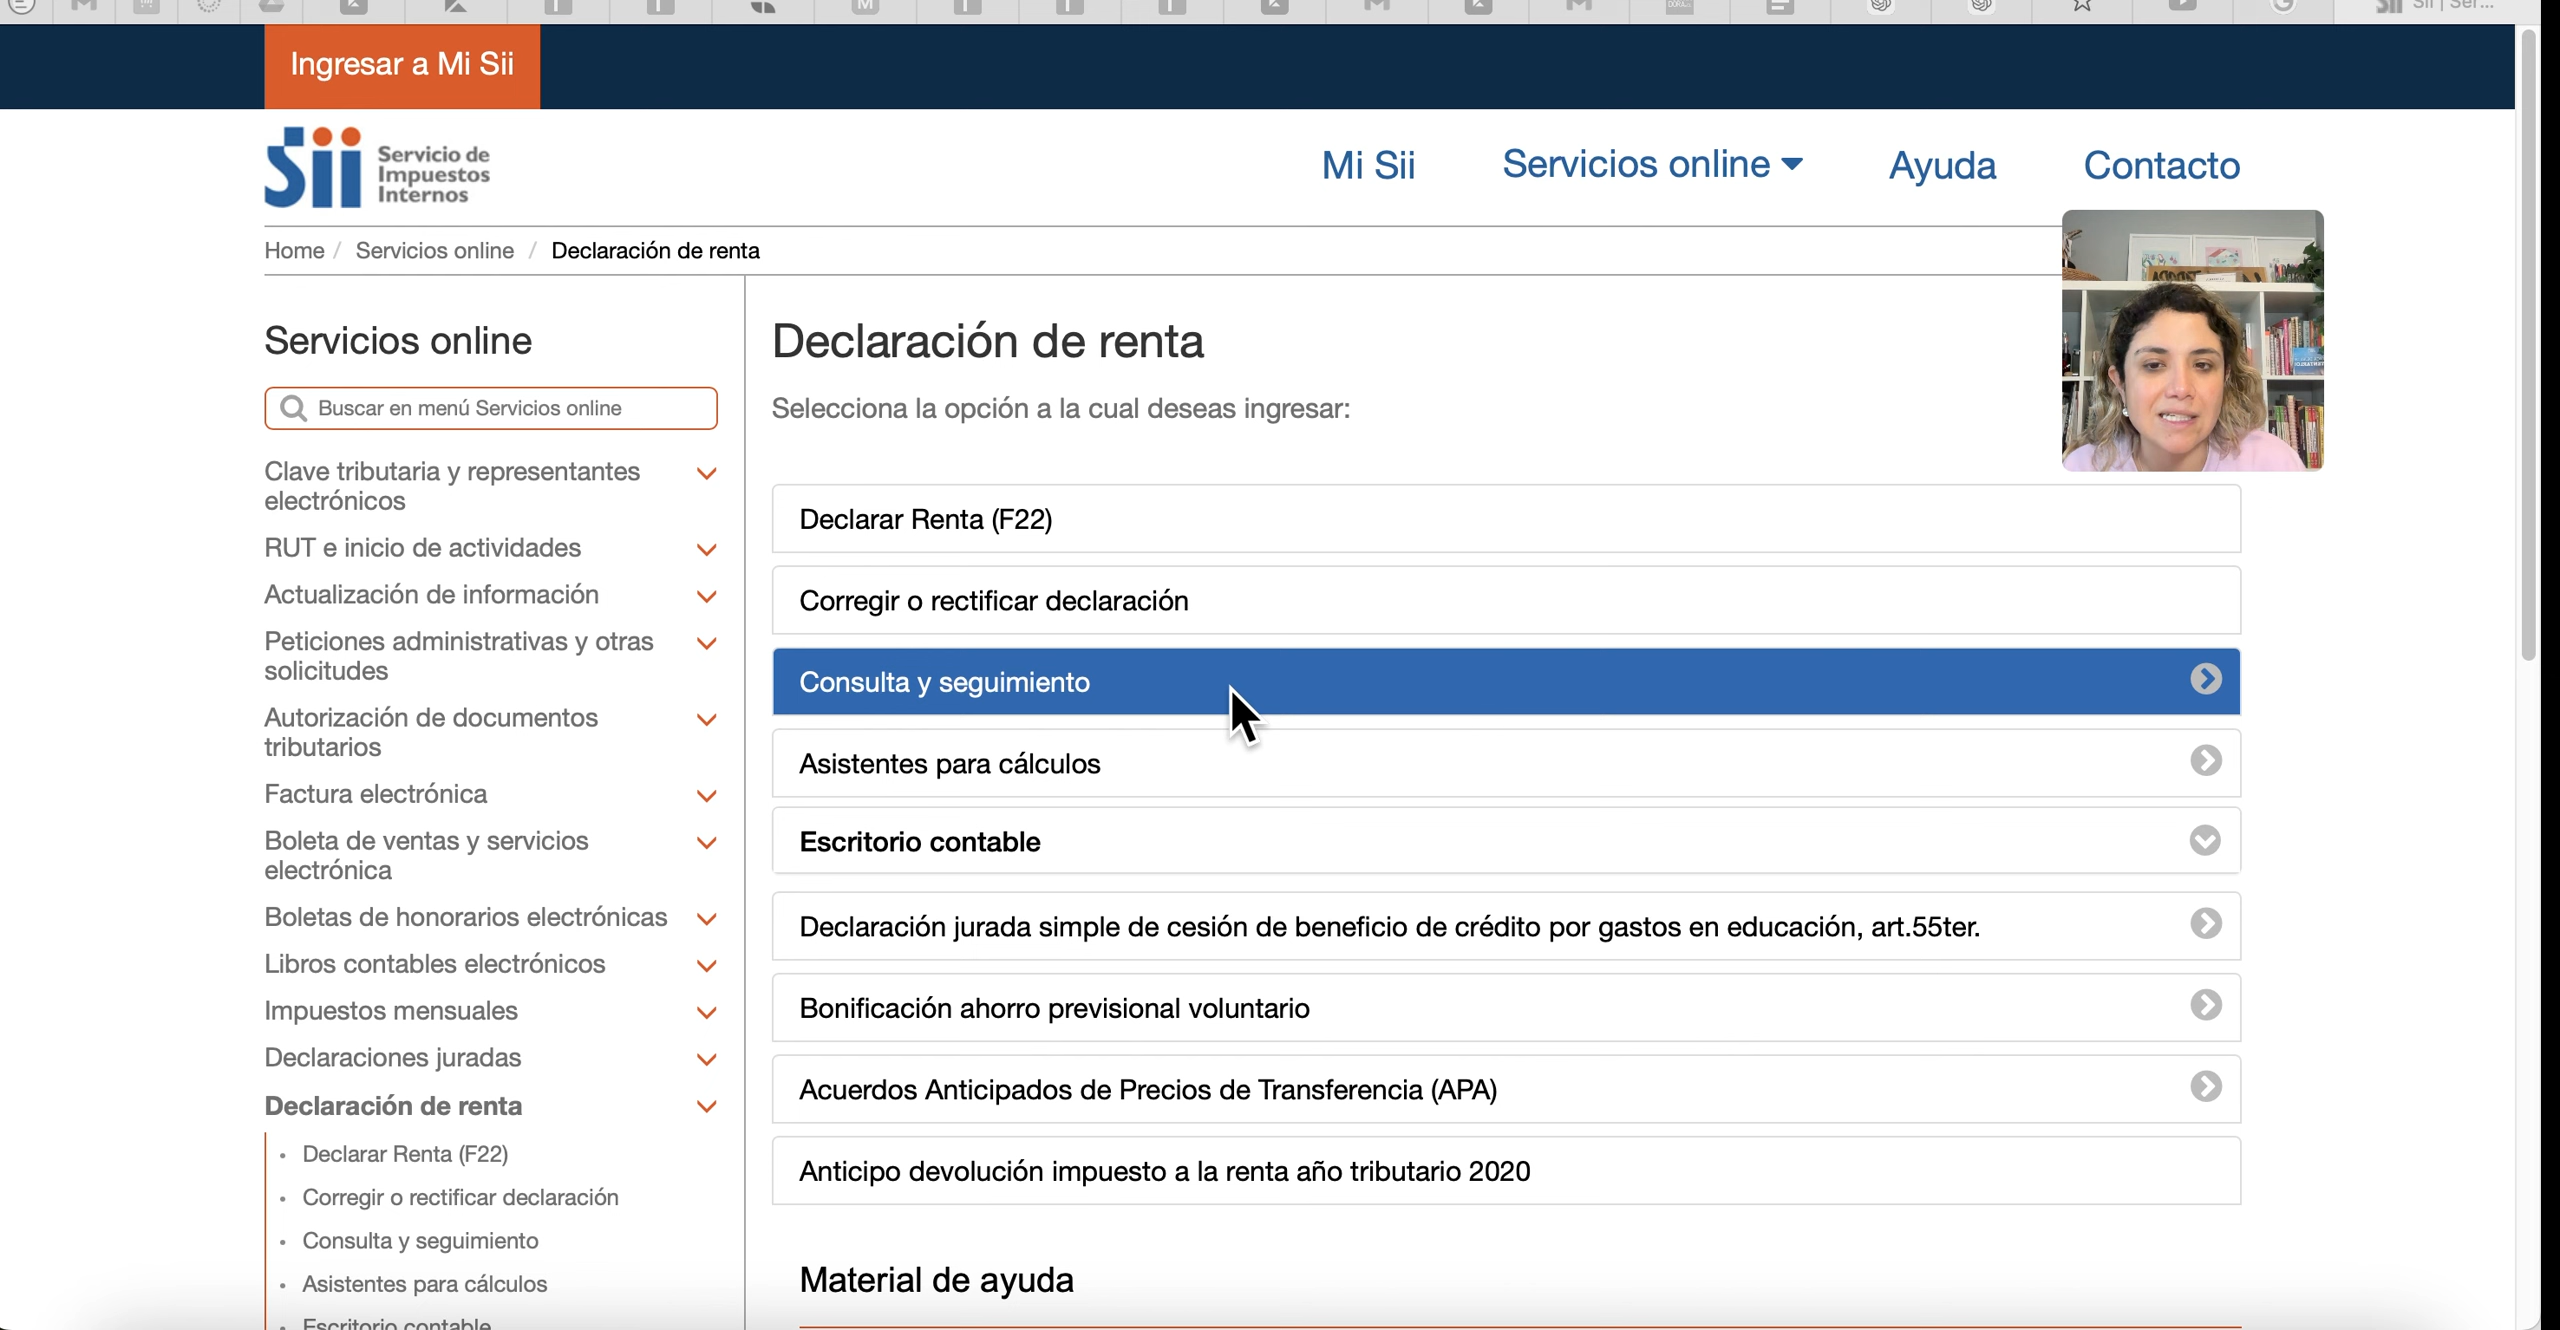 Sii | Ser...
Ingresar a Mi Sii
Sii Servicio de
Impuestos
Internos
Mi Sii
Servicios online
Ayuda
Contacto
Home / Servicios online / Declaración de renta
Servicios online
Buscar en menú Servicios online
Clave tributaria y representantes
electrónicos
RUT e inicio de actividades
Actualización de información
Peticiones administrativas y otras
solicitudes
Autorización de documentos
tributarios
Factura electrónica
Boleta de ventas y servicios
electrónica
Boletas de honorarios electrónicas
Libros contables electrónicos
Impuestos mensuales
Declaraciones juradas
Declaración de renta
Declarar Renta (F22)
Corregir o rectificar declaración
Consulta y seguimiento
Asistentes para cálculos
Escritorio contable
Declaración de renta
Selecciona la opción a la cual deseas ingresar:
Declarar Renta (F22)
Corregir o rectificar declaración
Consulta y seguimiento
Asistentes para cálculos
Escritorio contable
Declaración jurada simple de cesión de beneficio de crédito por gastos en educación, art.55ter.
Bonificación ahorro previsional voluntario
Acuerdos Anticipados de Precios de Transferencia (APA)
Anticipo devolución impuesto a la renta año tributario 2020
Material de ayuda